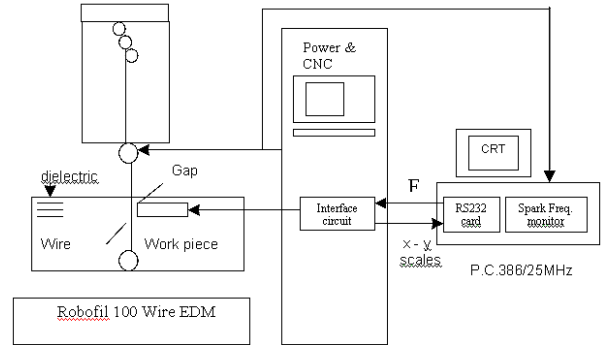 Power &
CNC
CRT
dielectric
Gap
F
Wire
Work piece
Interface
circuit
RS232
card
Spark Freq.
monitor
x - y
scales
P.C.386/25MHz
Robofil 100 Wire EDM